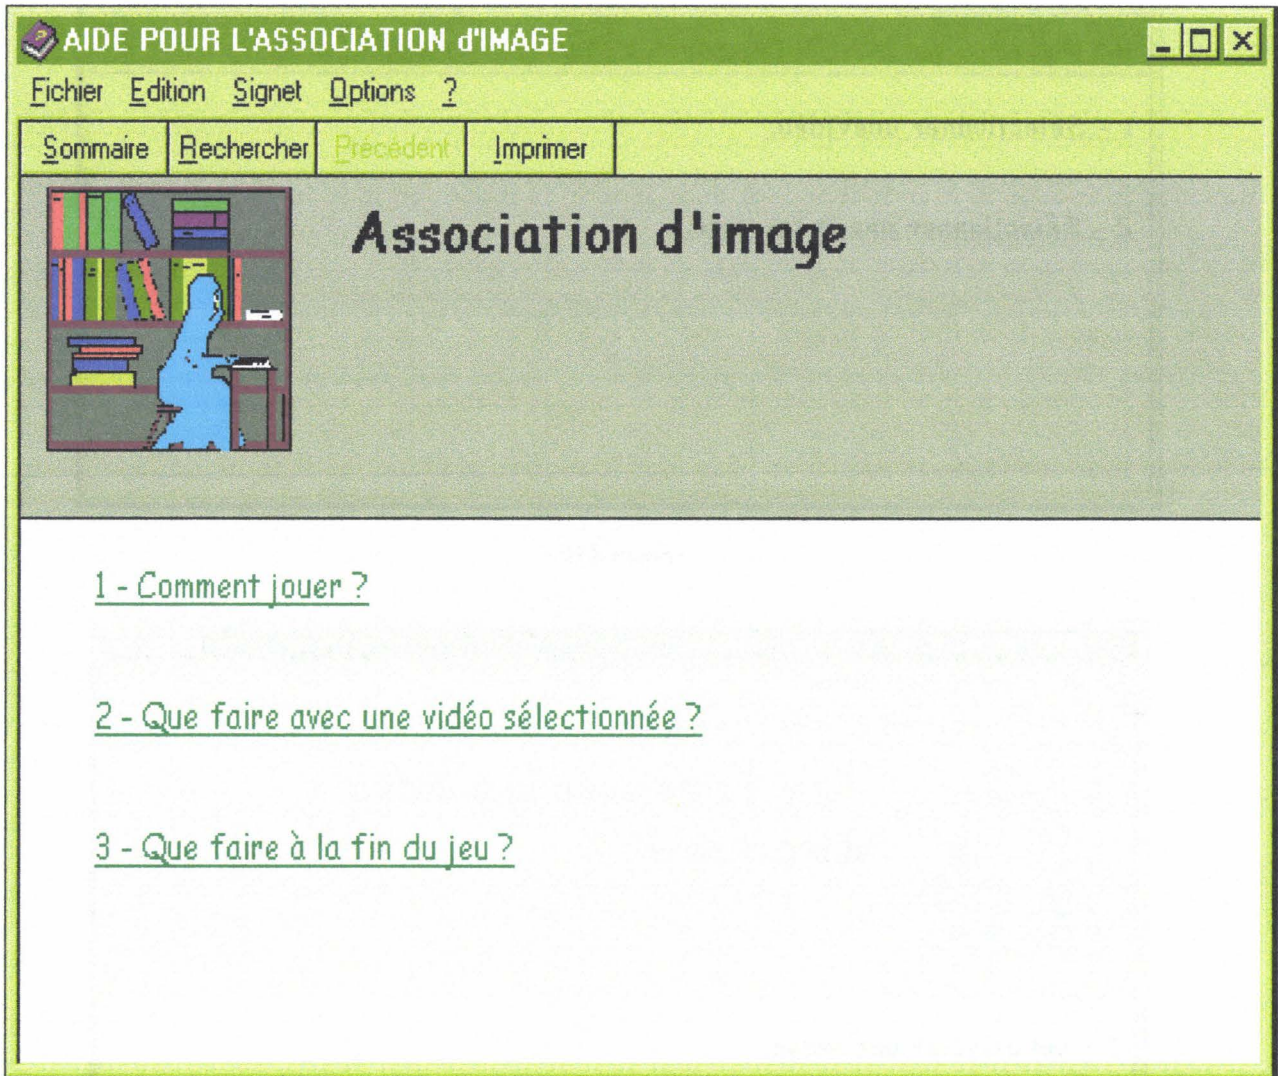 AIDE POUR L'ASSOCIATION d'IMAGE
Fichier Edition Signet Options ?
Sommaire Rechercher Précédent Imprimer
Association d'image
1 - Comment jouer ?
2 - Que faire avec une vidéo sélectionnée ?
3 - Que faire à la fin du jeu ?